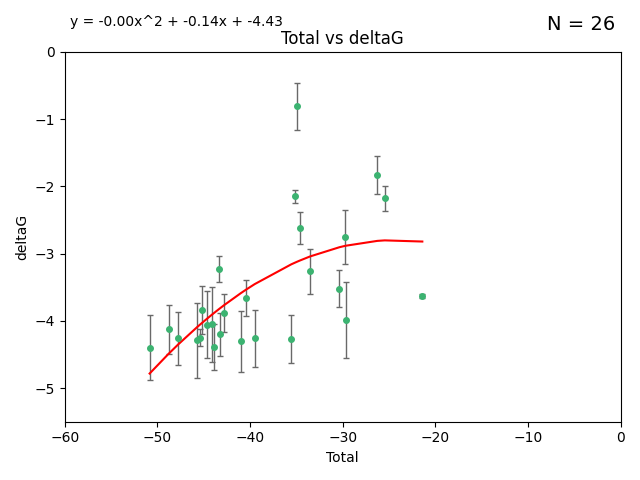 y = -0.00x^2 + -0.14x + -4.43
N = 26
Total vs deltaG
0
−1
−2
−3
−4
−5
deltaG
−60 −50 −40 −30 −20 −10 0
Total